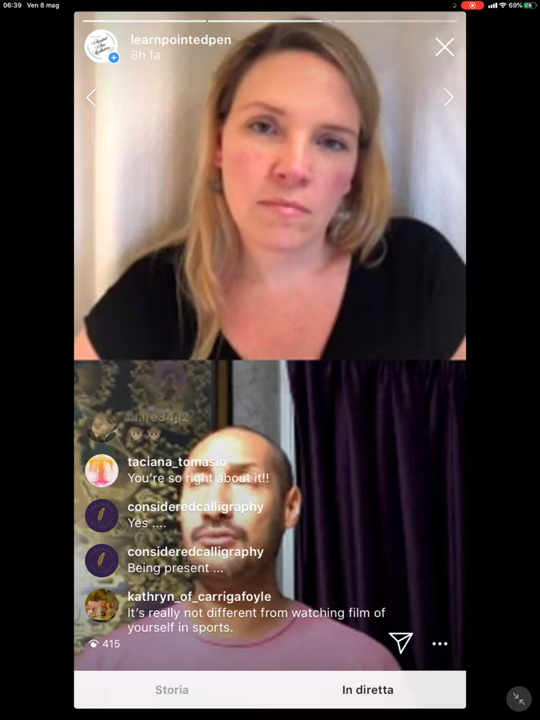 06:39 Ven 8 mag
69%
learnpointedpen
8h fa
taciana_tomasio
You're so right about it!!
consideredcalligraphy
Yes ....
consideredcalligraphy
Being present ...
kathryn_of_carrigafoyle
It's really not different from watching film of
yourself in sports.
415
Storia
In diretta